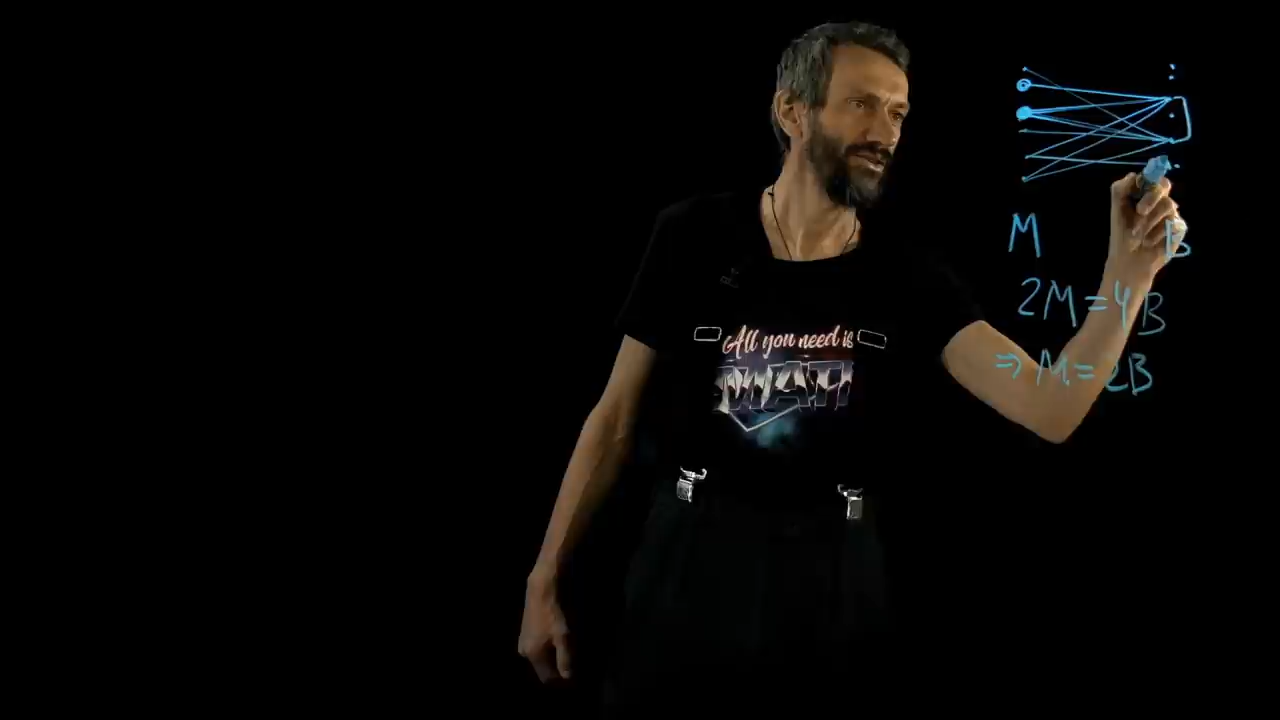 M B
2M = 4B
⇒ M = 2B
All you need is
MATH